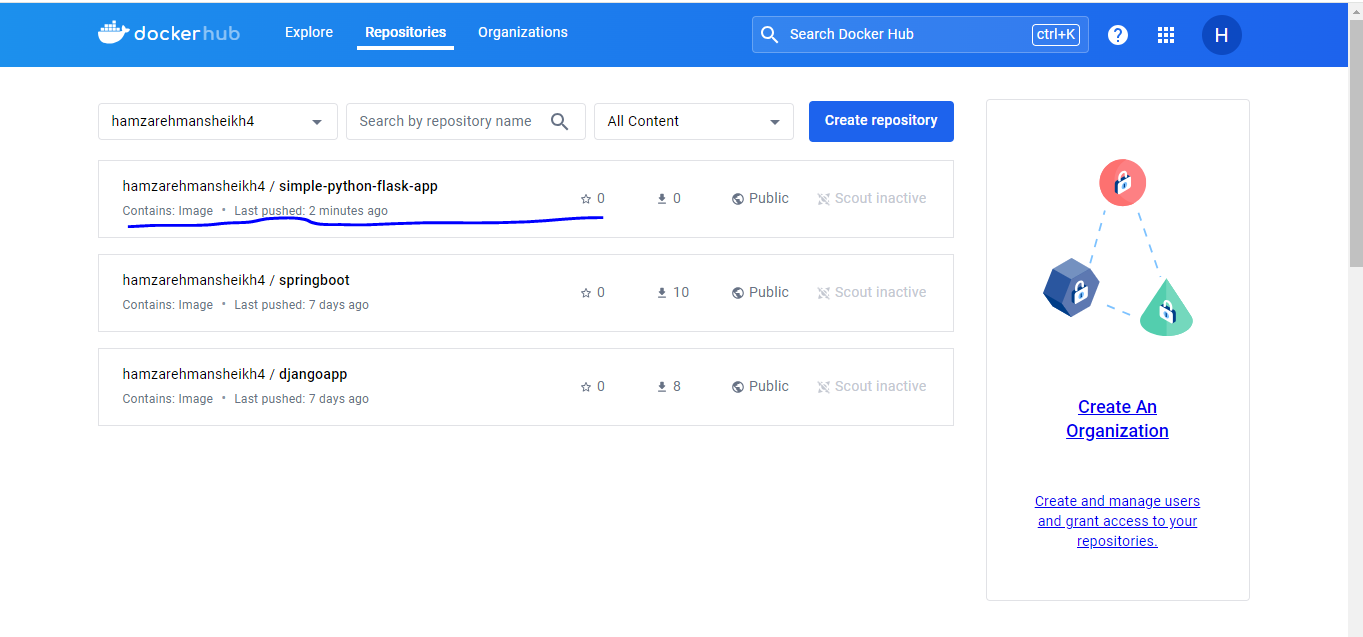 dockerhub Explore Repositories Organizations Search Docker Hub ctrl+K ? H
hamzarehmansheikh4 Search by repository name All Content Create repository
hamzarehmansheikh4 / simple-python-flask-app
Contains: Image • Last pushed: 2 minutes ago
0 0 Public Scout inactive
hamzarehmansheikh4 / springboot
Contains: Image • Last pushed: 7 days ago
0 10 Public Scout inactive
hamzarehmansheikh4 / djangoapp
Contains: Image • Last pushed: 7 days ago
0 8 Public Scout inactive
Create An
Organization
Create and manage users
and grant access to your
repositories.